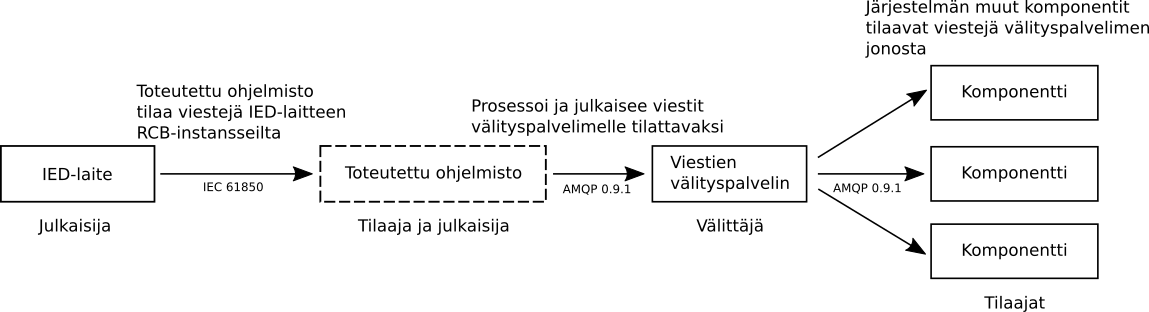 Järjestelmän muut komponentit
tilaavat viestejä välityspalvelimen
jonosta
Toteutettu ohjelmisto
tilaa viestejä IED-laitteen
RCB-instansseilta
Prosessoi ja julkaisee viestit
välityspalvelimelle tilattavaksi
IED-laite
IEC 61850
Toteutettu ohjelmisto
AMQP 0.9.1
Viestien
välityspalvelin
AMQP 0.9.1
Komponentti
Komponentti
Komponentti
Julkaisija
Tilaaja ja julkaisija
Välittäjä
Tilaajat